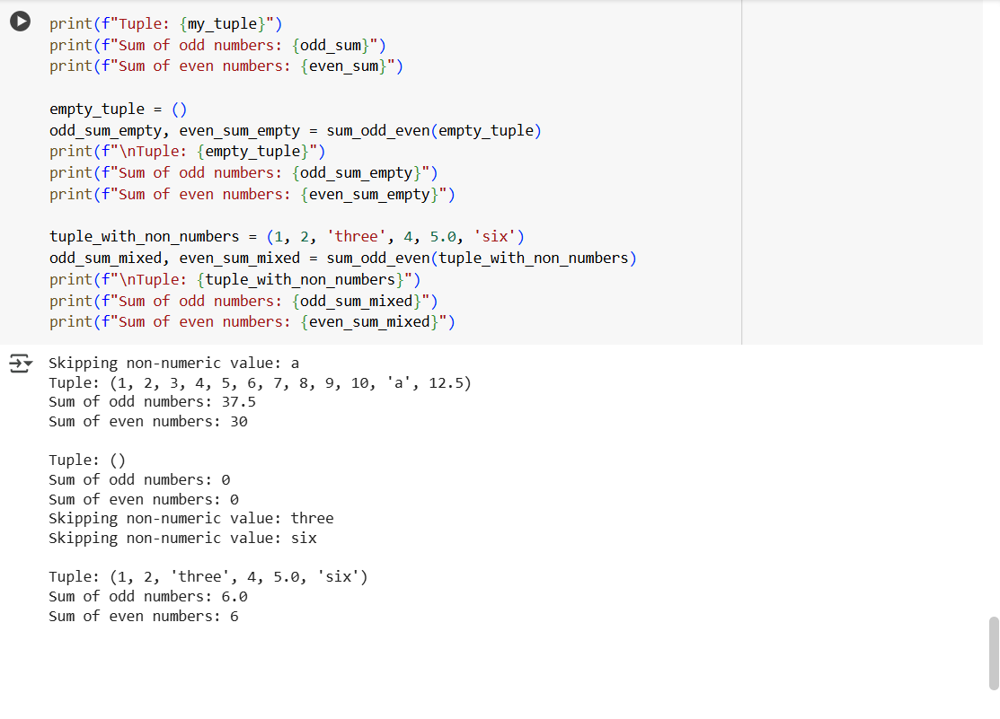 print(f"Tuple: {my_tuple}")
print(f"Sum of odd numbers: {odd_sum}")
print(f"Sum of even numbers: {even_sum}")

empty_tuple = ()
odd_sum_empty, even_sum_empty = sum_odd_even(empty_tuple)
print(f"\nTuple: {empty_tuple}")
print(f"Sum of odd numbers: {odd_sum_empty}")
print(f"Sum of even numbers: {even_sum_empty}")

tuple_with_non_numbers = (1, 2, 'three', 4, 5.0, 'six')
odd_sum_mixed, even_sum_mixed = sum_odd_even(tuple_with_non_numbers)
print(f"\nTuple: {tuple_with_non_numbers}")
print(f"Sum of odd numbers: {odd_sum_mixed}")
print(f"Sum of even numbers: {even_sum_mixed}")

Skipping non-numeric value: a
Tuple: (1, 2, 3, 4, 5, 6, 7, 8, 9, 10, 'a', 12.5)
Sum of odd numbers: 37.5
Sum of even numbers: 30

Tuple: ()
Sum of odd numbers: 0
Sum of even numbers: 0
Skipping non-numeric value: three
Skipping non-numeric value: six

Tuple: (1, 2, 'three', 4, 5.0, 'six')
Sum of odd numbers: 6.0
Sum of even numbers: 6